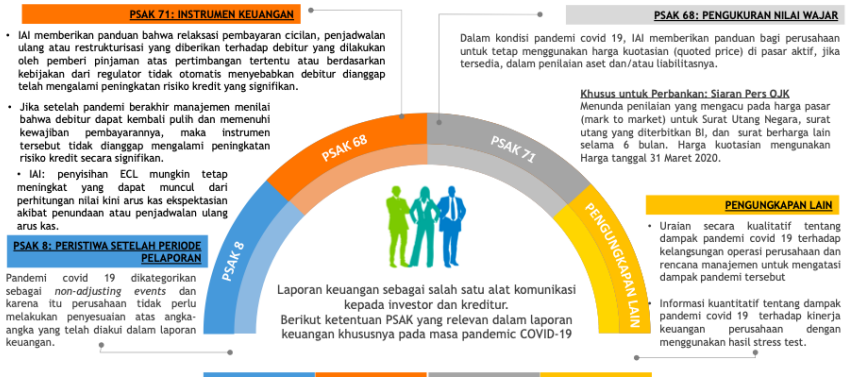 PSAK 71: INSTRUMEN KEUANGAN
• IAI memberikan panduan bahwa relaksasi pembayaran cicilan, penjadwalan
ulang atau restrukturisasi yang diberikan terhadap debitur yang dilakukan
oleh pemberi pinjaman atas pertimbangan tertentu atau berdasarkan
kebijakan dari regulator tidak otomatis menyebabkan debitur dianggap
telah mengalami peningkatan risiko kredit yang signifikan.
• Jika setelah pandemi berakhir manajemen menilai
bahwa debitur dapat kembali pulih dan memenuhi
kewajiban pembayarannya, maka instrumen
tersebut tidak dianggap mengalami peningkatan
risiko kredit secara signifikan.
• IAI: penyisihan ECL mungkin tetap
meningkat yang dapat muncul dari
perhitungan nilai kini arus kas ekspektasian
akibat penundaan atau penjadwalan ulang
arus kas.
PSAK 8: PERISTIWA SETELAH PERIODE
PELAPORAN
Pandemi covid 19 dikategorikan
sebagai non-adjusting events dan
karena itu perusahaan tidak perlu
melakukan penyesuaian atas angka-
angka yang telah diakui dalam laporan
keuangan.
PSAK 8
PSAK 68
PSAK 71
PENGUNGKAPAN LAIN
Laporan keuangan sebagai salah satu alat komunikasi
kepada investor dan kreditur.
Berikut ketentuan PSAK yang relevan dalam laporan
keuangan khususnya pada masa pandemic COVID-19
PSAK 68: PENGUKURAN NILAI WAJAR
Dalam kondisi pandemi covid 19, IAI memberikan panduan bagi perusahaan
untuk tetap menggunakan harga kuotasian (quoted price) di pasar aktif, jika
tersedia, dalam penilaian aset dan/atau liabilitasnya.
Khusus untuk Perbankan: Siaran Pers OJK
Menunda penilaian yang mengacu pada harga pasar
(mark to market) untuk Surat Utang Negara, surat
utang yang diterbitkan BI, dan surat berharga lain
selama 6 bulan. Harga kuotasian mengunakan
Harga tanggal 31 Maret 2020.
PENGUNGKAPAN LAIN
• Uraian secara kualitatif tentang
dampak pandemi covid 19 terhadap
kelangsungan operasi perusahaan dan
rencana manajemen untuk mengatasi
dampak pandemi tersebut
• Informasi kuantitatif tentang dampak
pandemi covid 19 terhadap kinerja
keuangan perusahaan dengan
menggunakan hasil stress test.